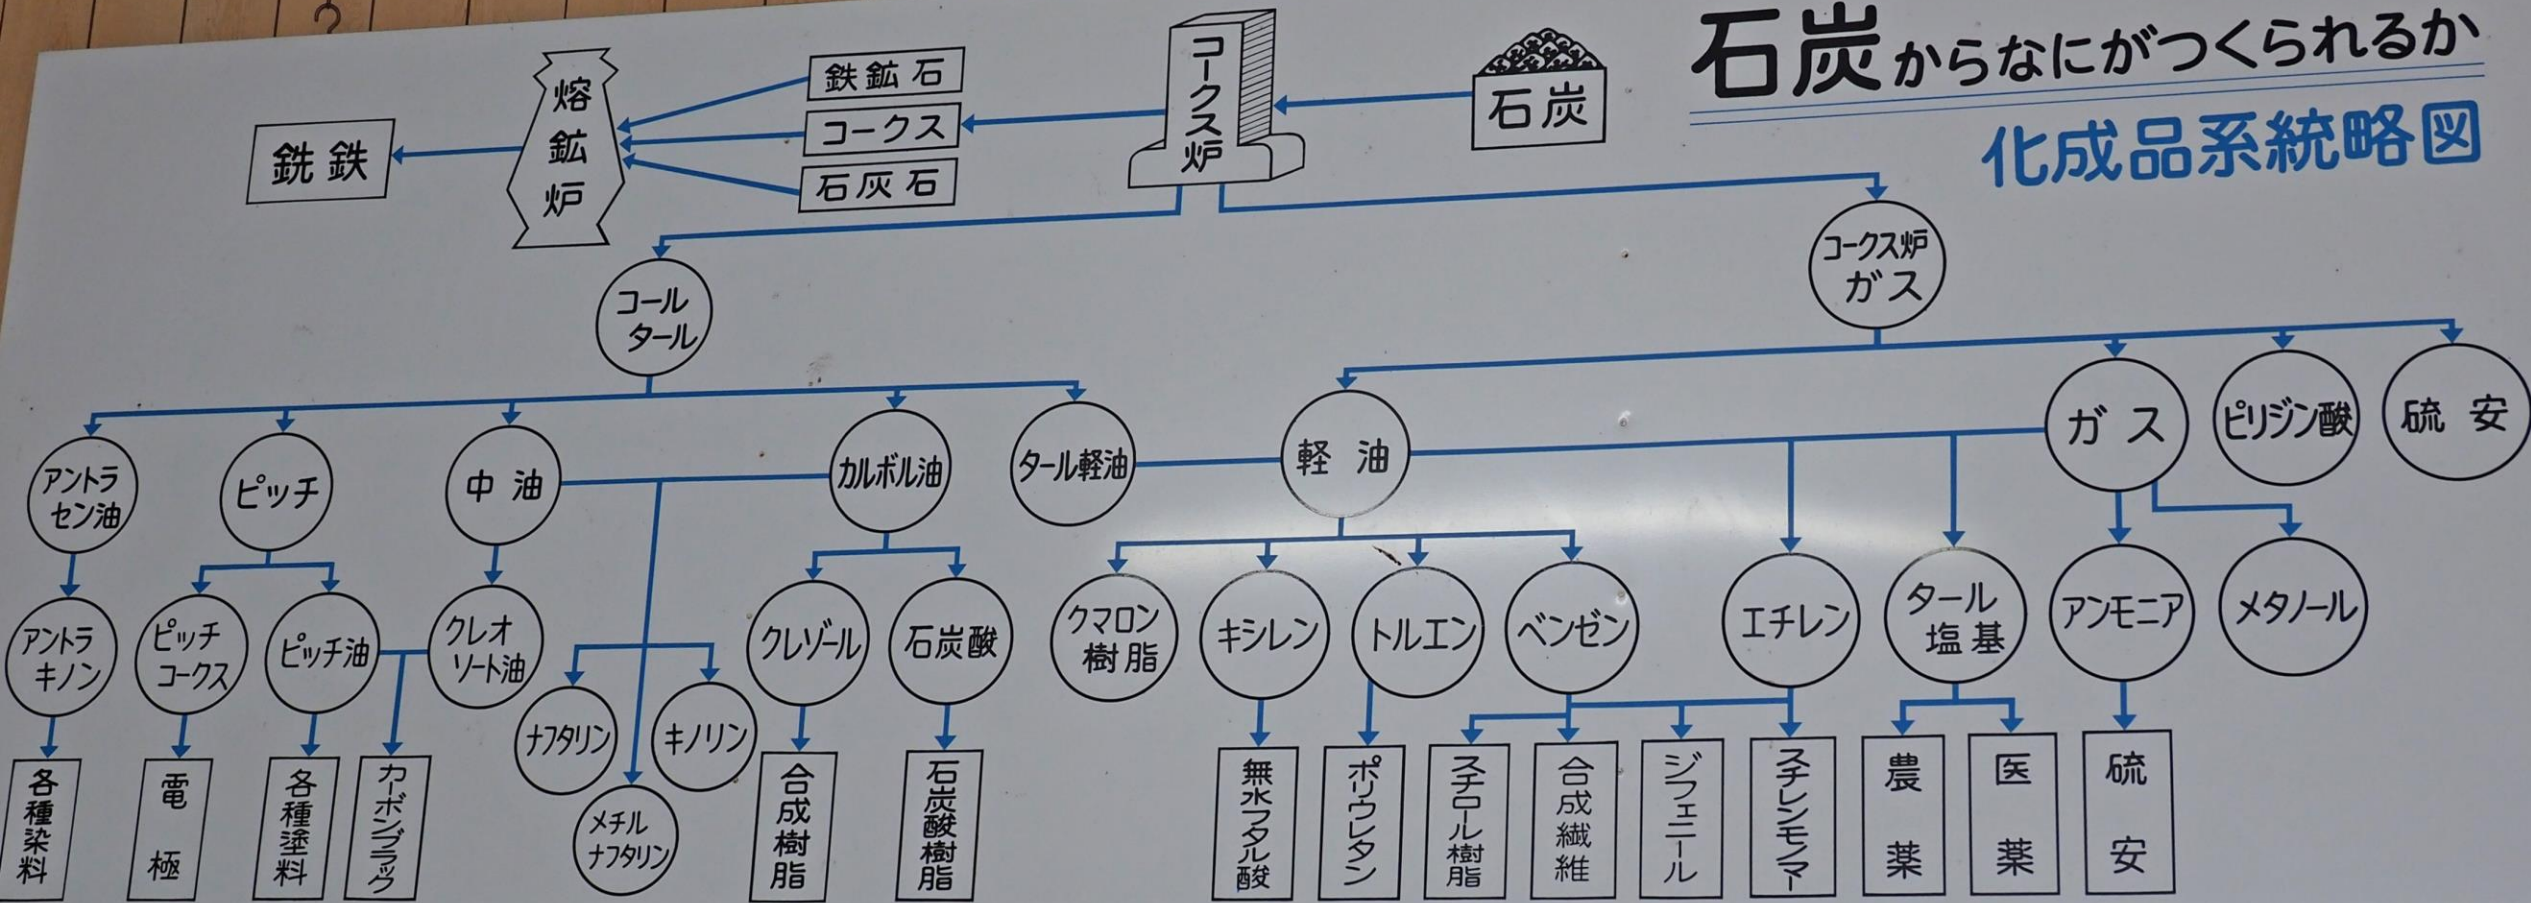 石炭からなにがつくられるか
化成品系統略図
石炭
コークス炉
鉄鉱石
コークス
石灰石
熔鉱炉
銑鉄
コークス炉
ガス
コール
タール
アントラ
セン油
ピッチ
中油
カルボル油
タール軽油
軽油
ガス
ピリジン酸
硫安
アントラ
キノン
ピッチ
コークス
ピッチ油
クレオ
ソート油
ナフタリン
メチル
ナフタリン
キノリン
クレゾール
石炭酸
クマロン
樹脂
キシレン
トルエン
ベンゼン
エチレン
タール
塩基
アンモニア
メタノール
各種染料
電極
各種塗料
カーボンブラック
合成樹脂
石炭酸樹脂
無水フタル酸
ポリウレタン
スチロール樹脂
合成繊維
ジフェニール
スチレンモノマー
農薬
医薬
硫安